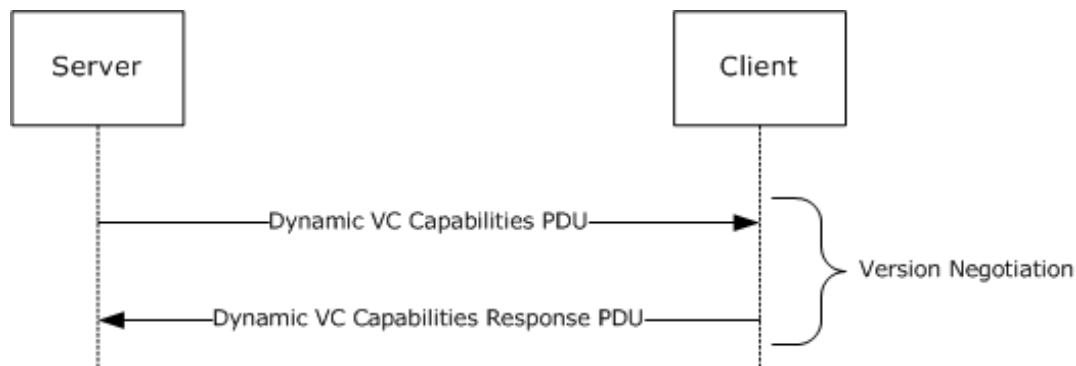 Server
Client
Dynamic VC Capabilities PDU
Version Negotiation
Dynamic VC Capabilities Response PDU